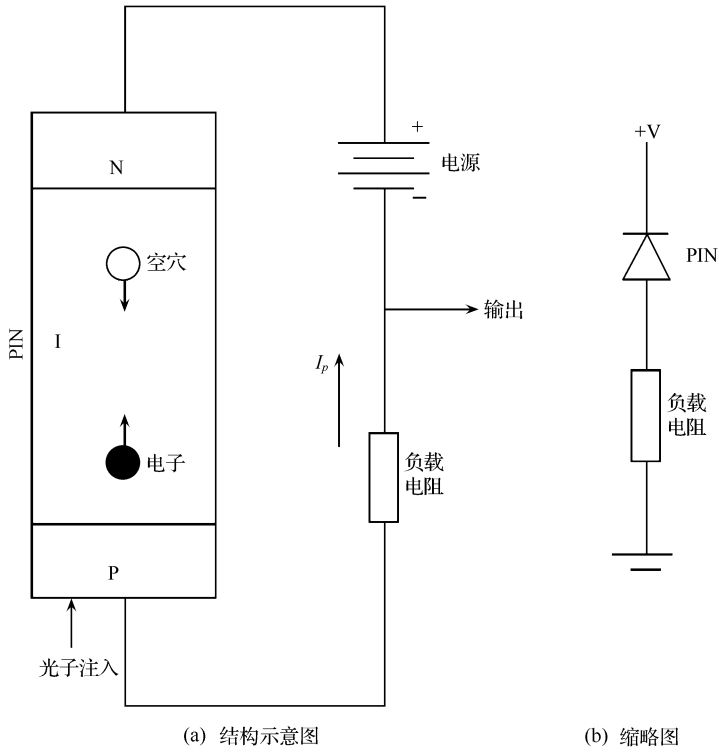 +
电源
−
N
空穴
I
PIN
电子
P
光子注入
输出
Iₚ
负载
电阻
(a) 结构示意图
+V
PIN
负载
电阻
(b) 缩略图